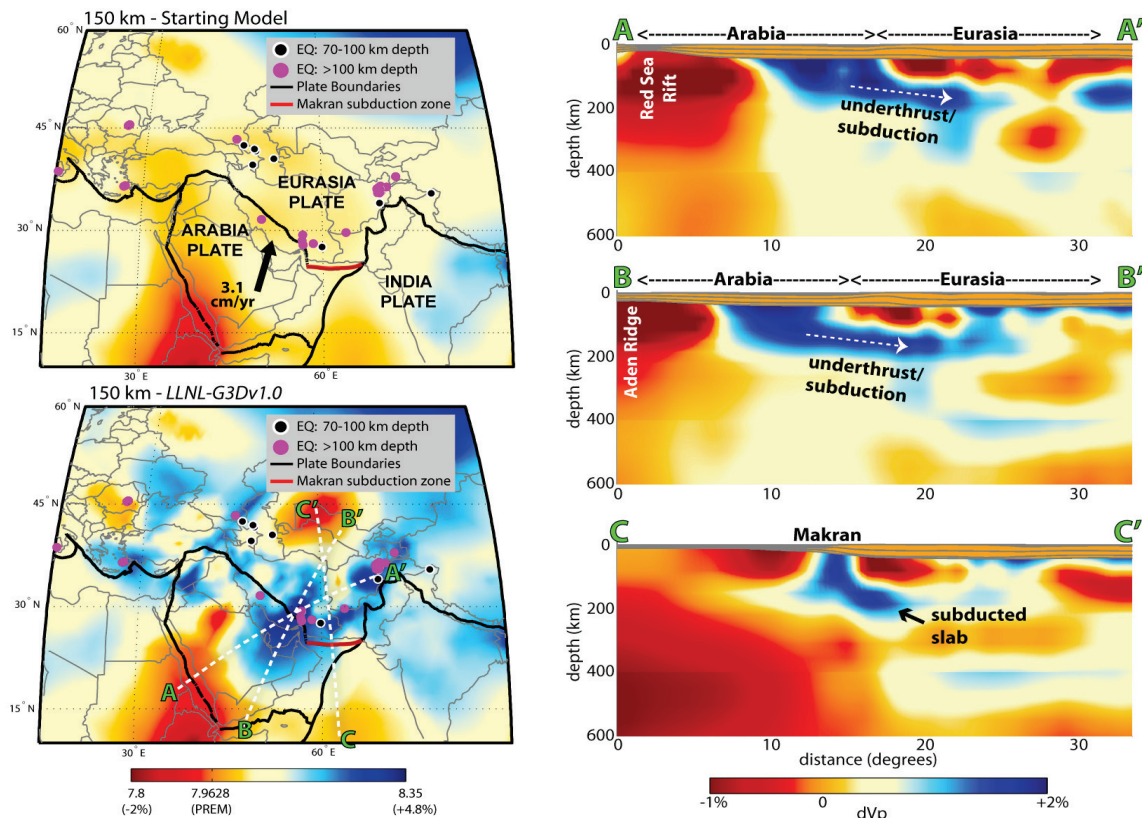 150 km - Starting Model
60°N
EQ: 70-100 km depth
EQ: >100 km depth
Plate Boundaries
Makran subduction zone
45°N
EURASIA
PLATE
30°N
ARABIA
PLATE
INDIA
PLATE
3.1
cm/yr
15°N
30 E
60 E
150 km - LLNL-G3Dv1.0
60°N
EQ: 70-100 km depth
EQ: >100 km depth
Plate Boundaries
Makran subduction zone
45°N
C'
B'
A'
30°N
A
B
C
15°N
30 E
60 E
7.8
(-2%)
7.9628
(PREM)
8.35
(+4.8%)
A <---------Arabia---------><---------Eurasia---------> A'
0
200
400
600
depth (km)
Red Sea
Rift
underthrust/
subduction
0
10
20
30
B <---------Arabia---------><---------Eurasia---------> B'
0
200
400
600
depth (km)
Aden Ridge
underthrust/
subduction
C Makran C'
0
200
400
600
depth (km)
subducted
slab
0
10
20
30
distance (degrees)
-1%
0
+2%
dVp